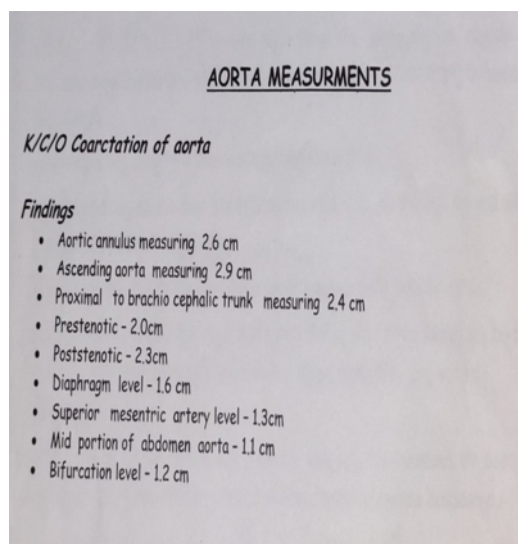 AORTA MEASURMENTS
K/C/O Coarctation of aorta
Findings
• Aortic annulus measuring 2.6 cm
• Ascending aorta measuring 2.9 cm
• Proximal to brachio cephalic trunk measuring 2.4 cm
• Prestenotic - 2.0cm
• Poststenotic - 2.3cm
• Diaphragm level - 1.6 cm
• Superior mesentric artery level - 1.3cm
• Mid portion of abdomen aorta - 1.1 cm
• Bifurcation level - 1.2 cm